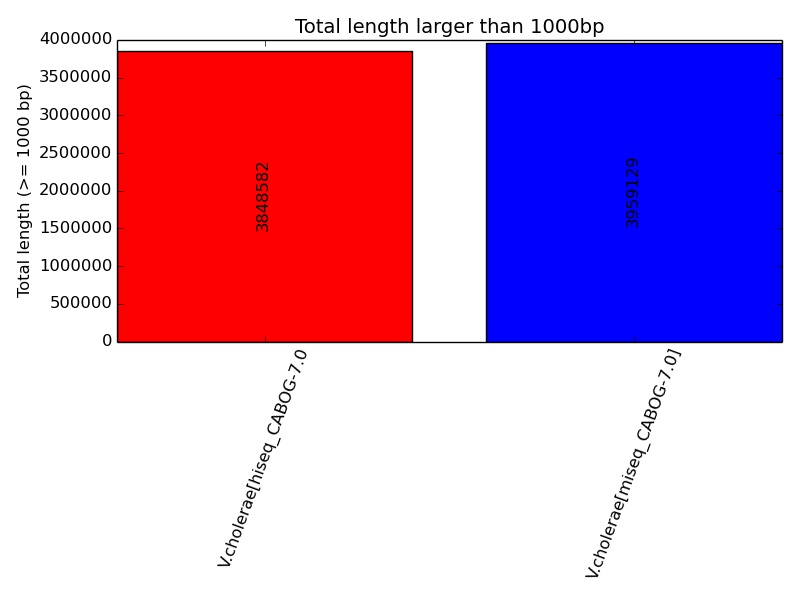 Total length larger than 1000bp
Total length (>= 1000 bp)
4000000
3500000
3000000
2500000
2000000
1500000
1000000
500000
0
3848582
3959129
V.cholerae[hiseq_CABOG-7.0
V.cholerae[miseq_CABOG-7.0]